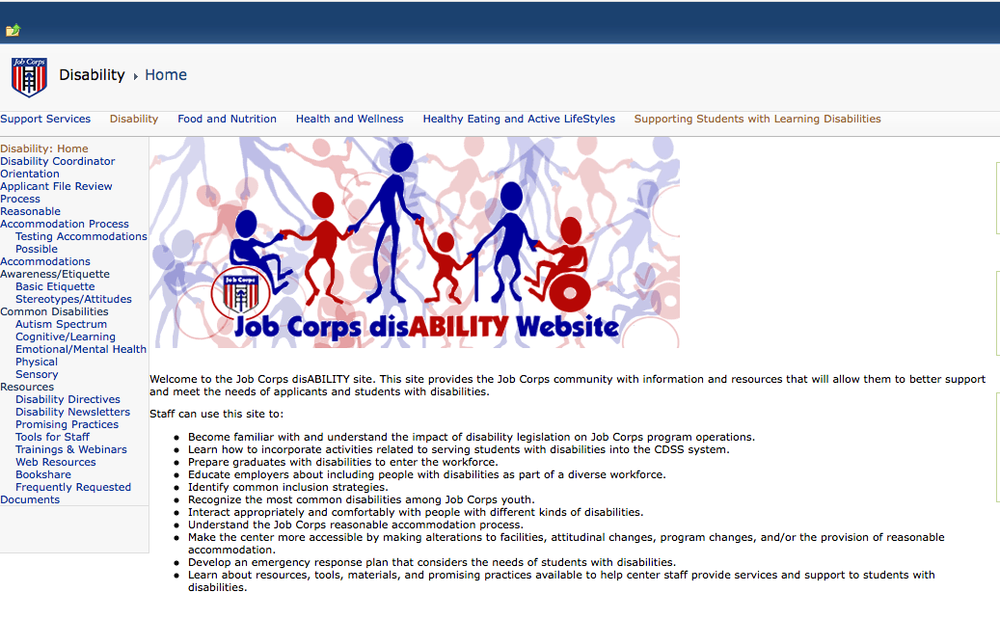 Job Corps
Disability ▸ Home
Support Services Disability Food and Nutrition Health and Wellness Healthy Eating and Active LifeStyles Supporting Students with Learning Disabilities
Disability: Home
Disability Coordinator
Orientation
Applicant File Review
Process
Reasonable
Accommodation Process
Testing Accommodations
Possible
Accommodations
Awareness/Etiquette
Basic Etiquette
Stereotypes/Attitudes
Common Disabilities
Autism Spectrum
Cognitive/Learning
Emotional/Mental Health
Physical
Sensory
Resources
Disability Directives
Disability Newsletters
Promising Practices
Tools for Staff
Trainings & Webinars
Web Resources
Bookshare
Frequently Requested
Documents
Job Corps
Job Corps disABILITY Website
Welcome to the Job Corps disABILITY site. This site provides the Job Corps community with information and resources that will allow them to better support
and meet the needs of applicants and students with disabilities.
Staff can use this site to:
• Become familiar with and understand the impact of disability legislation on Job Corps program operations.
• Learn how to incorporate activities related to serving students with disabilities into the CDSS system.
• Prepare graduates with disabilities to enter the workforce.
• Educate employers about including people with disabilities as part of a diverse workforce.
• Identify common inclusion strategies.
• Recognize the most common disabilities among Job Corps youth.
• Interact appropriately and comfortably with people with different kinds of disabilities.
• Understand the Job Corps reasonable accommodation process.
• Make the center more accessible by making alterations to facilities, attitudinal changes, program changes, and/or the provision of reasonable
accommodation.
• Develop an emergency response plan that considers the needs of students with disabilities.
• Learn about resources, tools, materials, and promising practices available to help center staff provide services and support to students with
disabilities.